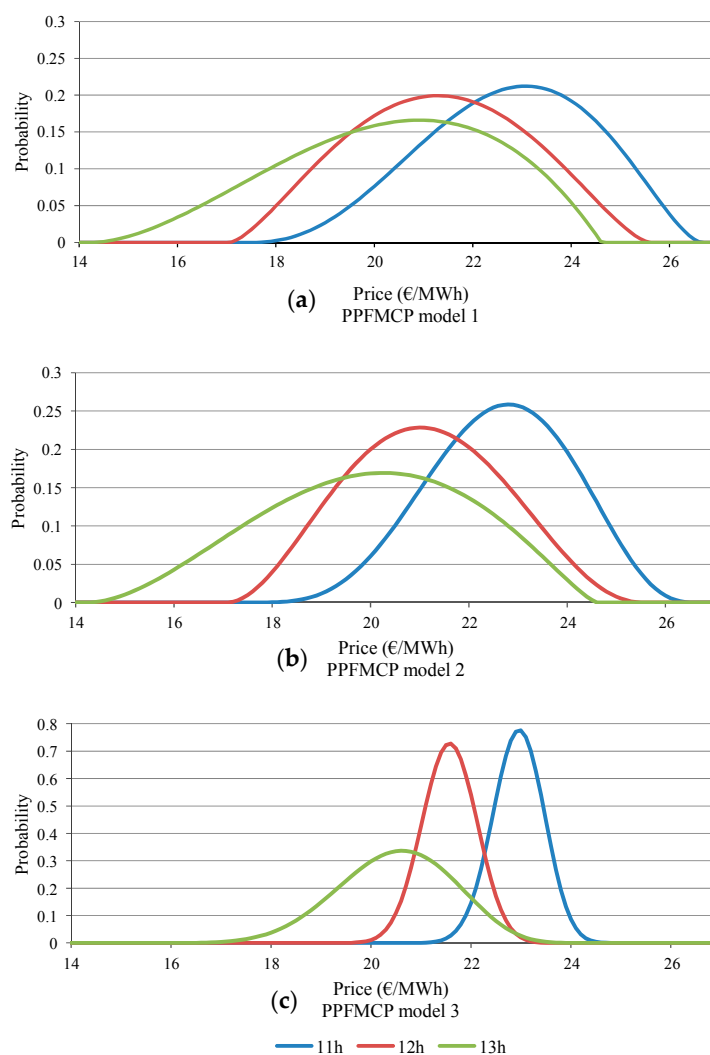 0.3
0.25
0.2
0.15
0.1
0.05
0
Probability
14 16 18 20 22 24 26
Price (€/MWh)
(a)
PPFMCP model 1
0.3
0.25
0.2
0.15
0.1
0.05
0
Probability
14 16 18 20 22 24 26
Price (€/MWh)
(b)
PPFMCP model 2
0.8
0.7
0.6
0.5
0.4
0.3
0.2
0.1
0
Probability
14 16 18 20 22 24 26
Price (€/MWh)
(c)
PPFMCP model 3
11h 12h 13h